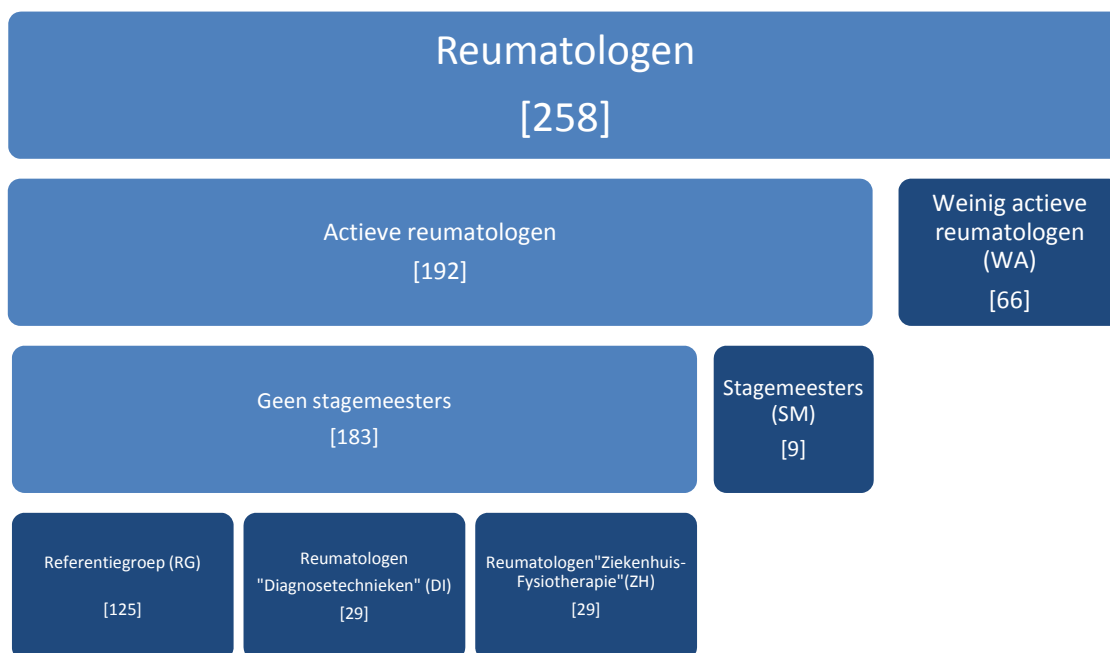 Reumatologen
[258]
Actieve reumatologen
[192]
Weinig actieve
reumatologen
(WA)
[66]
Geen stagemeesters
[183]
Stagemeesters
(SM)
[9]
Referentiegroep (RG)
[125]
Reumatologen
"Diagnosetechnieken" (DI)
[29]
Reumatologen"Ziekenhuis-
Fysiotherapie"(ZH)
[29]